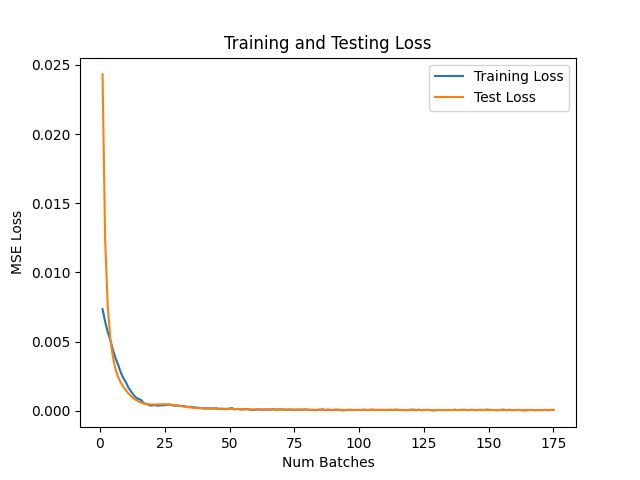 Training and Testing Loss
Training Loss
Test Loss
MSE Loss
0.025
0.020
0.015
0.010
0.005
0.000
0 25 50 75 100 125 150 175
Num Batches